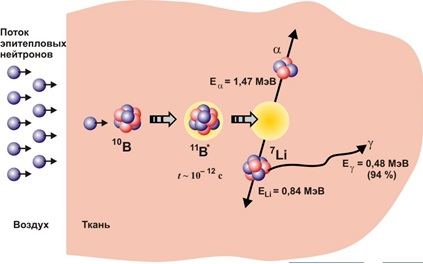 Поток
эпитепловых
нейтронов
α
Eα = 1,47 МэВ
10B
11B*
7Li
γ
Eγ = 0,48 МэВ
(94 %)
t ~ 10⁻¹² с
ELi = 0,84 МэВ
Воздух
Ткань